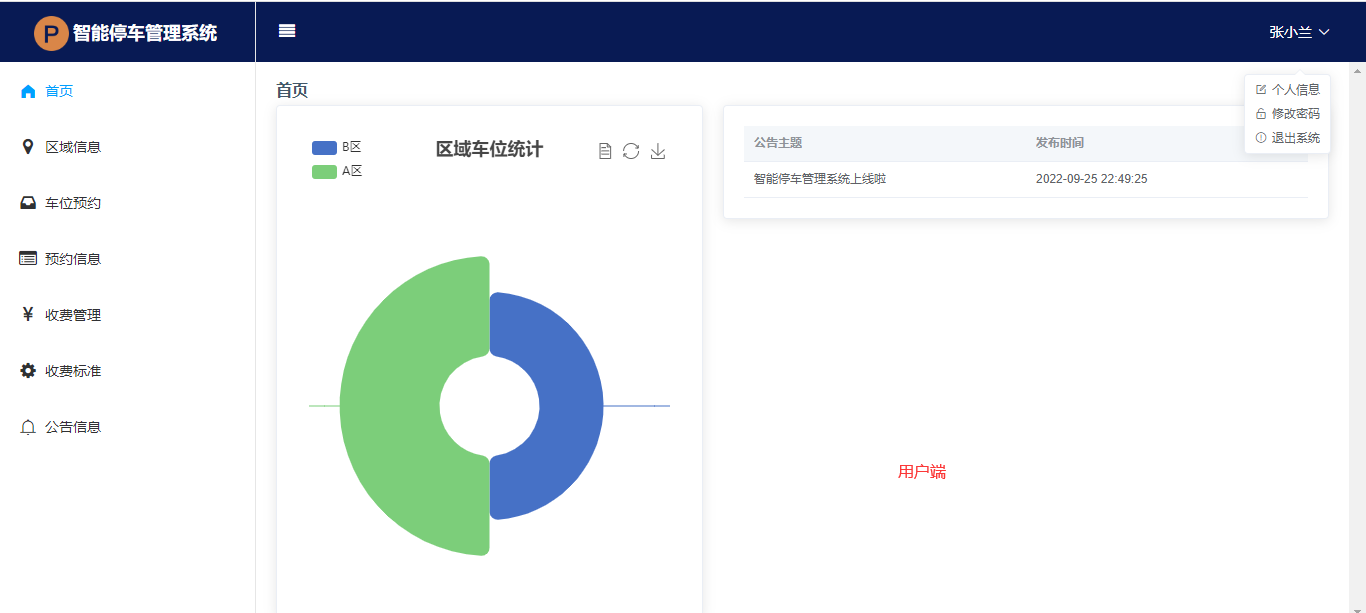 P 智能停车管理系统
张小兰
首页
区域信息
车位预约
预约信息
收费管理
收费标准
公告信息
首页
个人信息
修改密码
退出系统
B区
A区
区域车位统计
公告主题 发布时间
智能停车管理系统上线啦 2022-09-25 22:49:25
用户端